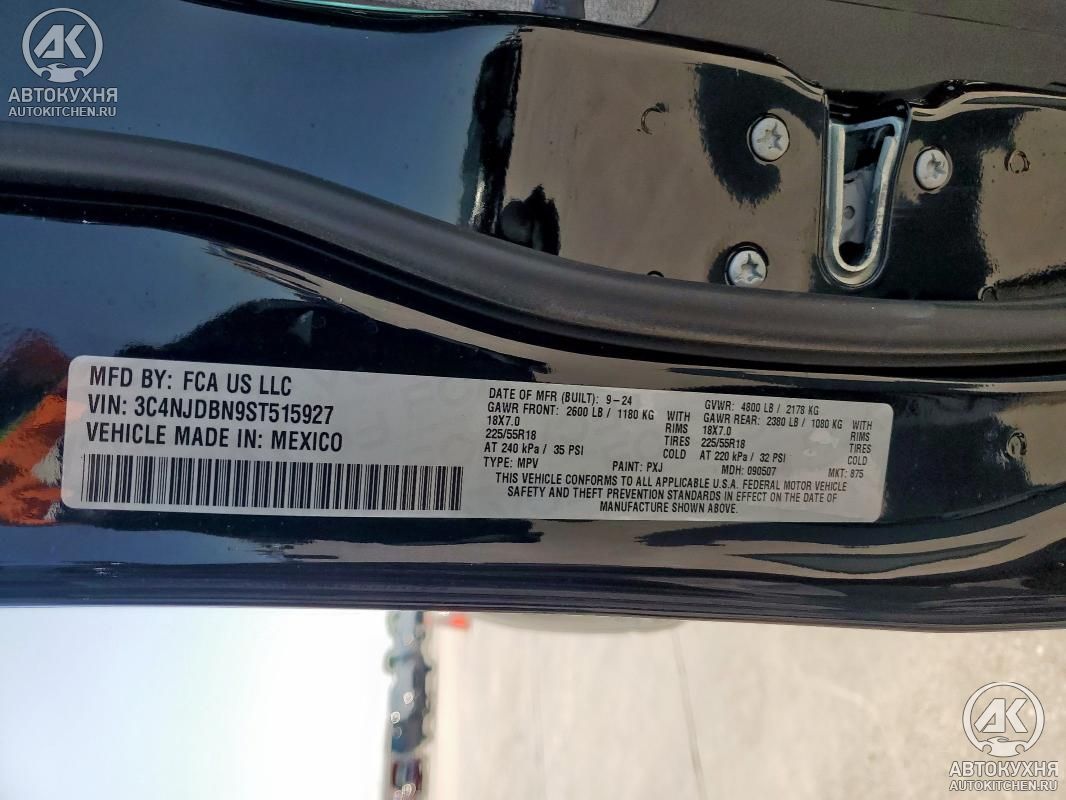 АК
АВТОКУХНЯ
AUTOKITCHEN.RU
MFD BY: FCA US LLC
VIN: 3C4NJDBN9ST515927
VEHICLE MADE IN: MEXICO
DATE OF MFR (BUILT): 9-24
GAWR FRONT: 2600 LB / 1180 KG WITH
18X7.0 RIMS
225/55R18 TIRES
AT 240 kPa / 35 PSI COLD
GVWR: 4800 LB / 2178 KG
GAWR REAR: 2380 LB / 1080 KG WITH
18X7.0 RIMS
225/55R18 TIRES
AT 220 kPa / 32 PSI COLD
TYPE: MPV PAINT: PXJ MDH: 090507 MKT: 875
THIS VEHICLE CONFORMS TO ALL APPLICABLE U.S.A. FEDERAL MOTOR VEHICLE
SAFETY AND THEFT PREVENTION STANDARDS IN EFFECT ON THE DATE OF
MANUFACTURE SHOWN ABOVE.
АК
АВТОКУХНЯ
AUTOKITCHEN.RU